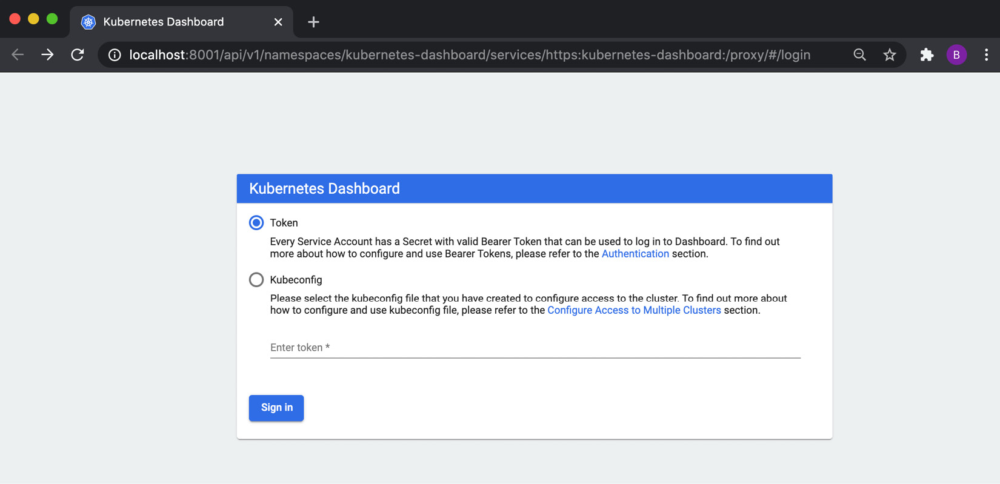 Kubernetes Dashboard
localhost:8001/api/v1/namespaces/kubernetes-dashboard/services/https:kubernetes-dashboard:/proxy/#/login
B
Kubernetes Dashboard
Token
Every Service Account has a Secret with valid Bearer Token that can be used to log in to Dashboard. To find out
more about how to configure and use Bearer Tokens, please refer to the Authentication section.
Kubeconfig
Please select the kubeconfig file that you have created to configure access to the cluster. To find out more about
how to configure and use kubeconfig file, please refer to the Configure Access to Multiple Clusters section.
Enter token *
Sign in